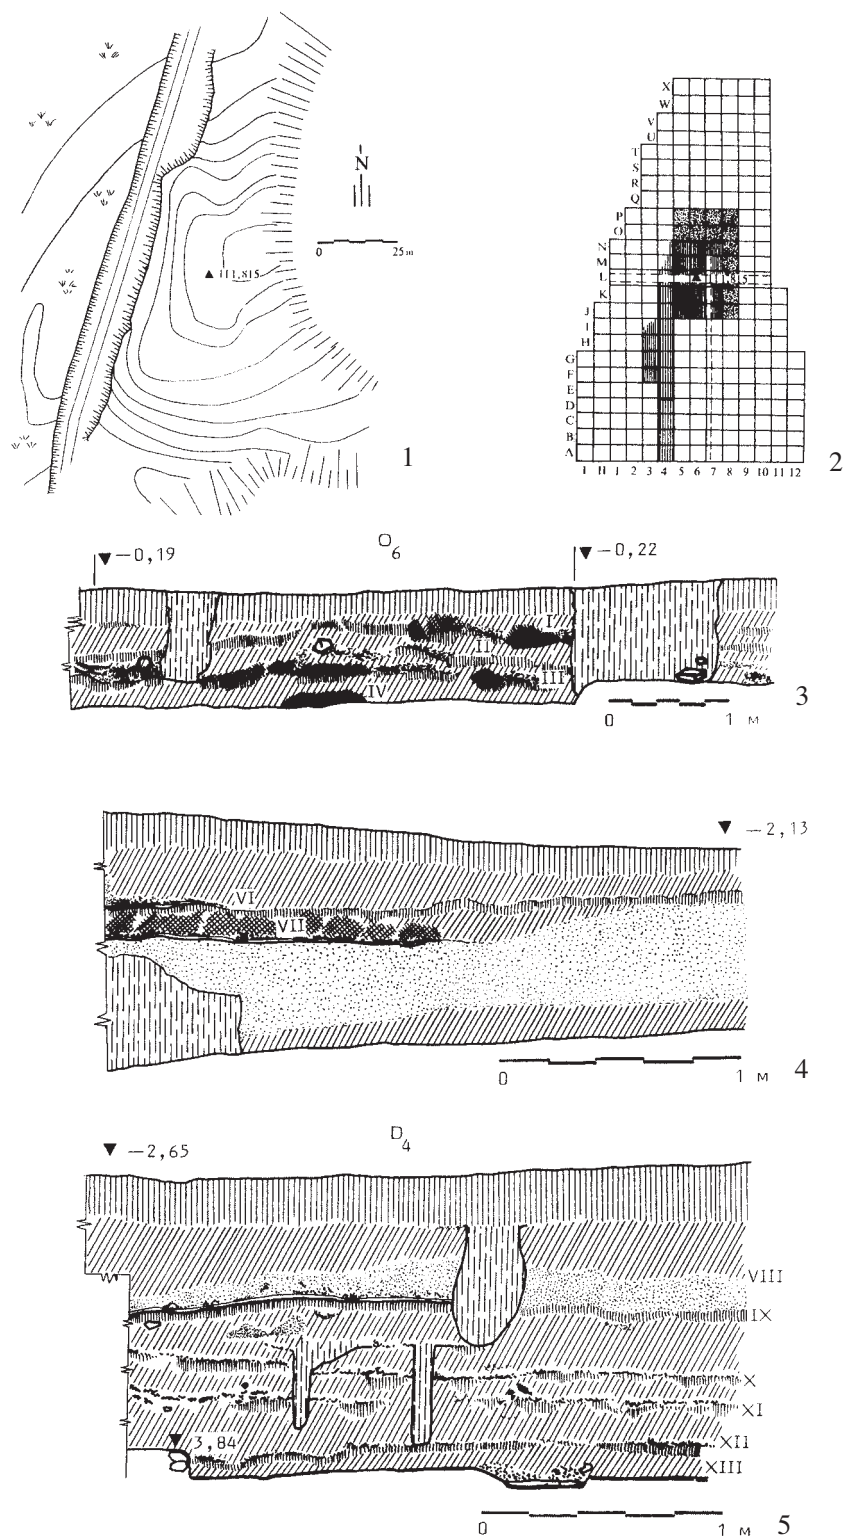 N
0 25 m
111,815
1
X
W
V
U
T
S
R
Q
P
O
N
M
L
K
J
I
H
G
F
E
D
C
B
A
I II 1 2 3 4 5 6 7 8 9 10 11 12
2
O6
−0,19
−0,22
I
II
III
IV
0 1 м
3
−2,13
VI
VII
0 1 м
4
D4
−2,65
VIII
IX
X
XI
XII
3,84
XIII
0 1 м
5